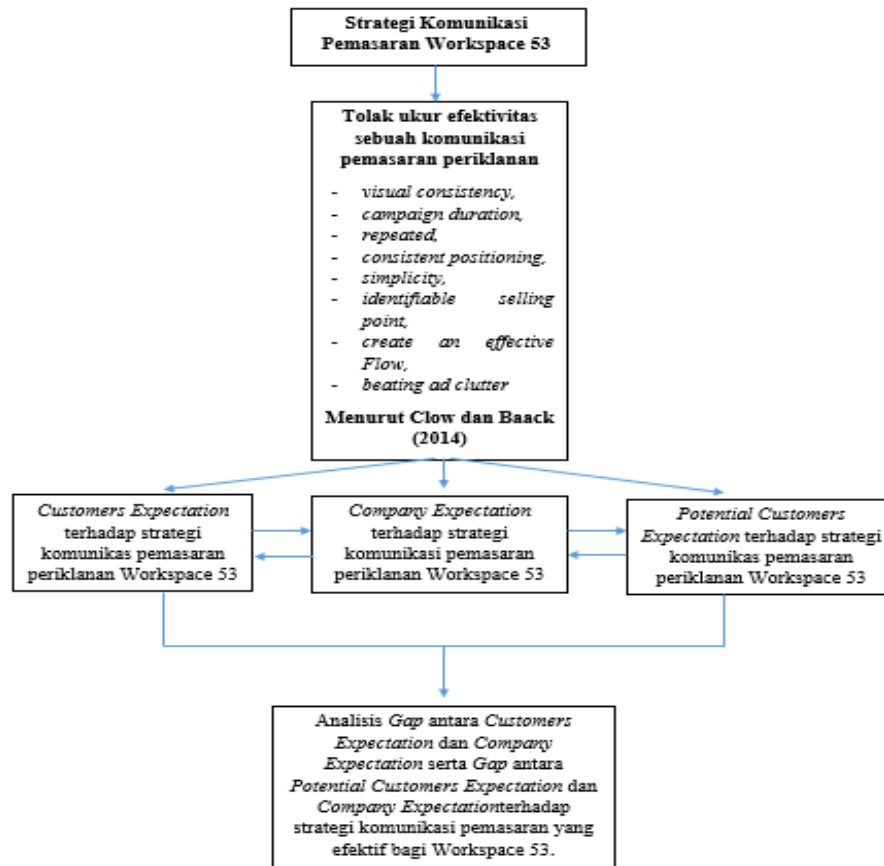 Strategi Komunikasi
Pemasaran Workspace 53
Tolak ukur efektivitas
sebuah komunikasi
pemasaran periklanan
- visual consistency,
- campaign duration,
- repeated,
- consistent positioning,
- simplicity,
- identifiable selling
point,
- create an effective
Flow,
- beating ad clutter
Menurut Clow dan Baack
(2014)
Customers Expectation
terhadap strategi
komunikas pemasaran
periklanan Workspace 53
Company Expectation
terhadap strategi
komunikasi pemasaran
periklanan Workspace 53
Potential Customers
Expectation terhadap strategi
komunikas pemasaran
periklanan Workspace 53
Analisis Gap antara Customers
Expectation dan Company
Expectation serta Gap antara
Potential Customers Expectation dan
Company Expectationterhadap
strategi komunikasi pemasaran yang
efektif bagi Workspace 53.